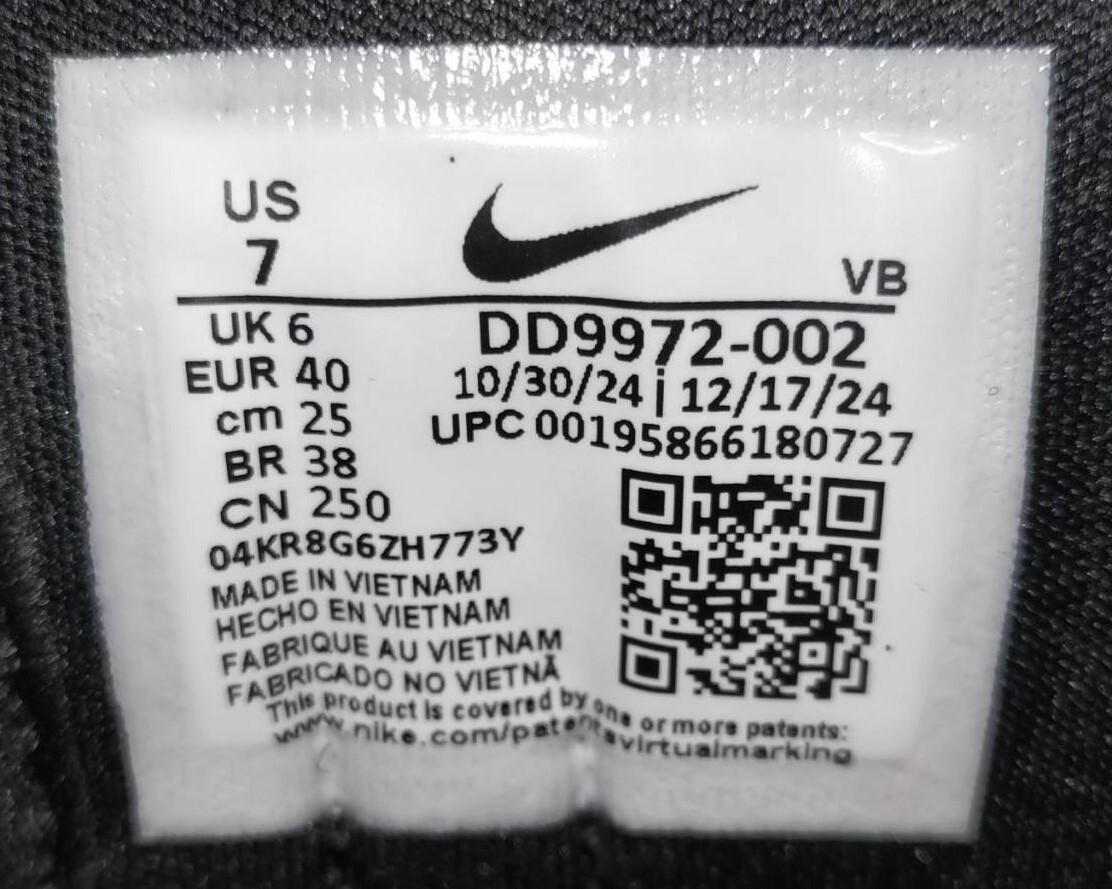 US
7
VB
UK 6
EUR 40
cm 25
BR 38
CN 250
DD9972-002
10/30/24 | 12/17/24
UPC 00195866180727
04KR8G6ZH773Y
MADE IN VIETNAM
HECHO EN VIETNAM
FABRIQUE AU VIETNAM
FABRICADO NO VIETNÃ
This product is covered by one or more patents:
www.nike.com/patentsvirtualmarking